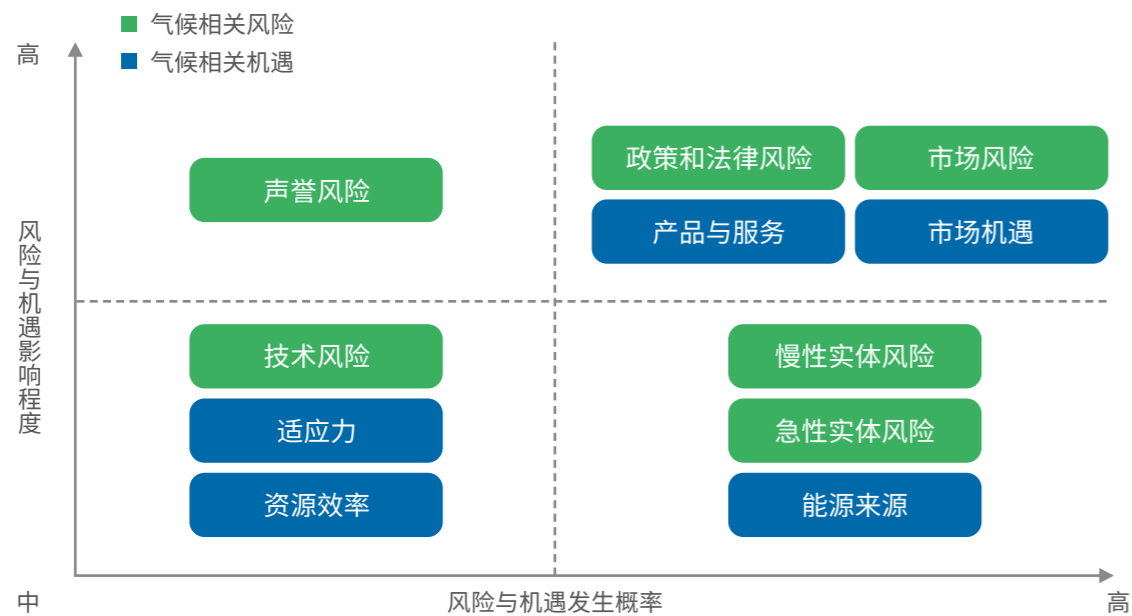 气候相关风险
气候相关机遇
高
风险与机遇影响程度
声誉风险
政策和法律风险
市场风险
产品与服务
市场机遇
技术风险
适应力
资源效率
慢性实体风险
急性实体风险
能源来源
中
风险与机遇发生概率
高